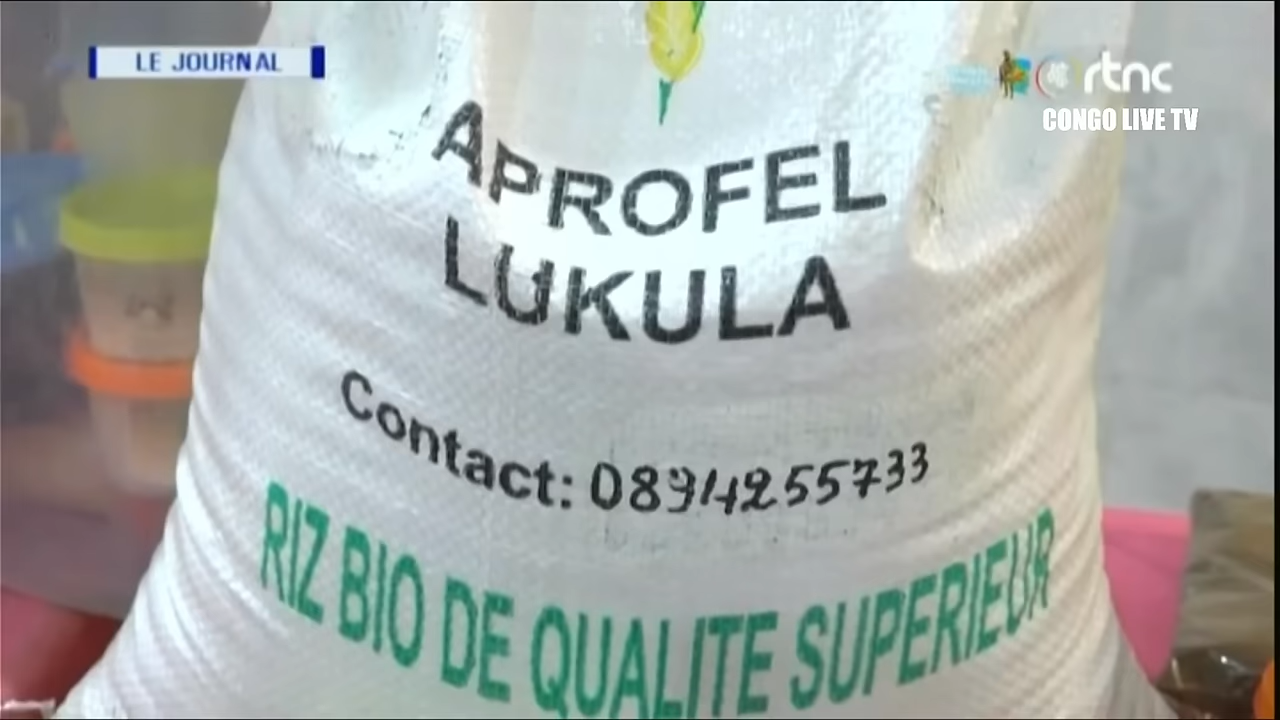 LE JOURNAL
rtnc
CONGO LIVE TV
APROFEL
LUKULA
Contact: 0894255733
RIZ BIO DE QUALITE SUPERIEUR